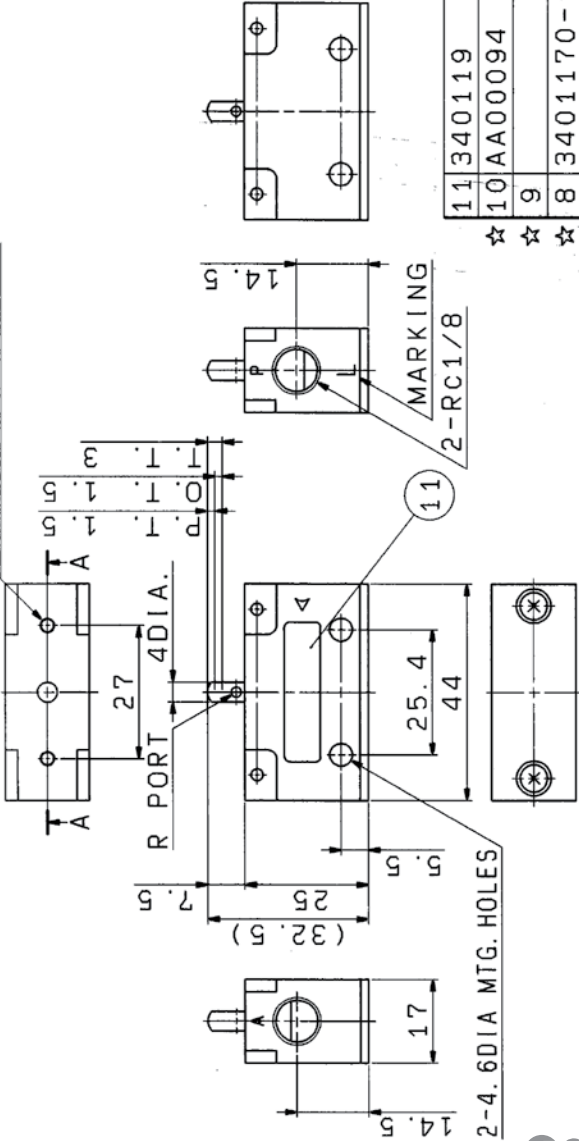 A
A
27
R PORT
4DIA.
P. T. 1.5
O. T. 1.5
T. T. 3
7.5
25
(32.5)
5.5
25.4
44
11
A
17
14.5
2-4.6DIA MTG. HOLES
P
L
14.5
MARKING
2-RC1/8
11 340119
☆ 10 AA00094
☆ 9
☆ 8 3401170-